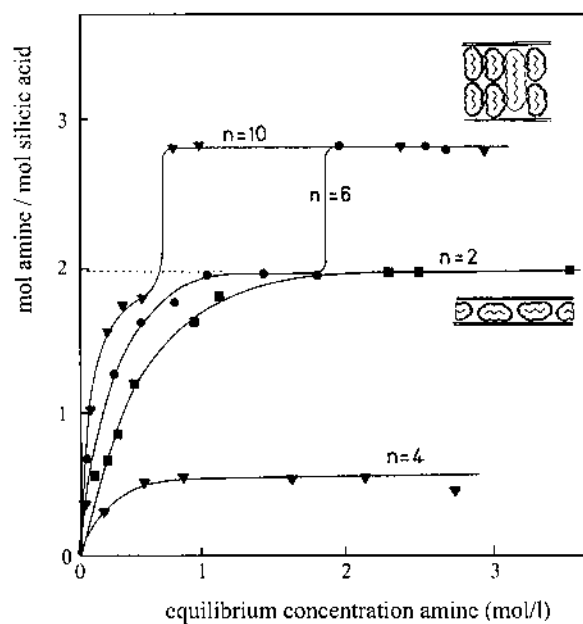 mol amine / mol silicic acid
3
2
1
0
n=10
n=6
n=2
n=4
0
1
2
3
equilibrium concentration amine (mol/l)